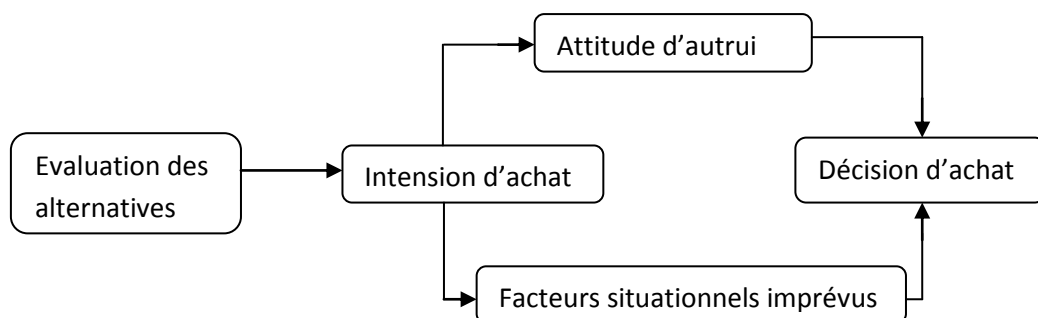 Attitude d’autrui
Evaluation des
alternatives
Intension d’achat
Décision d’achat
Facteurs situationnels imprévus